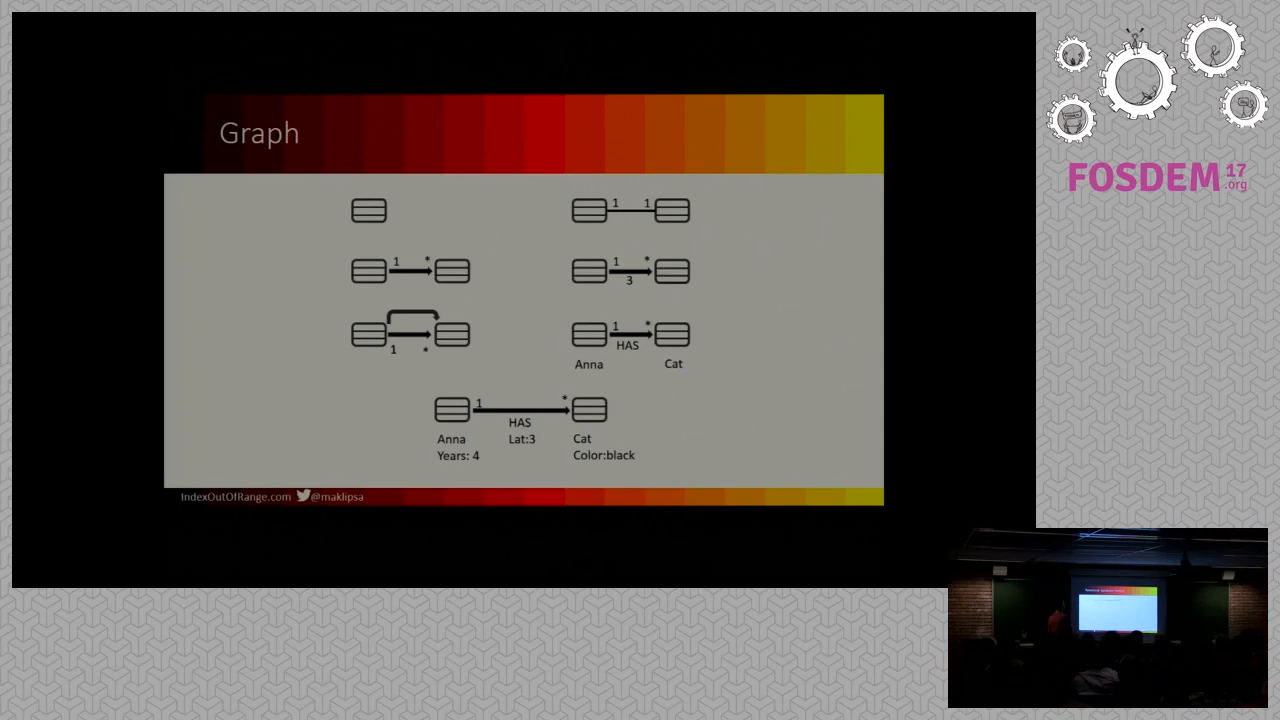 Graph
1 1
1 *
1 *
3
1 *
HAS
1 *
Anna Cat
1 *
HAS
Anna Lat:3 Cat
Years: 4 Color:black
IndexOutOfRange.com @maklipsa
FOSDEM 17
.org